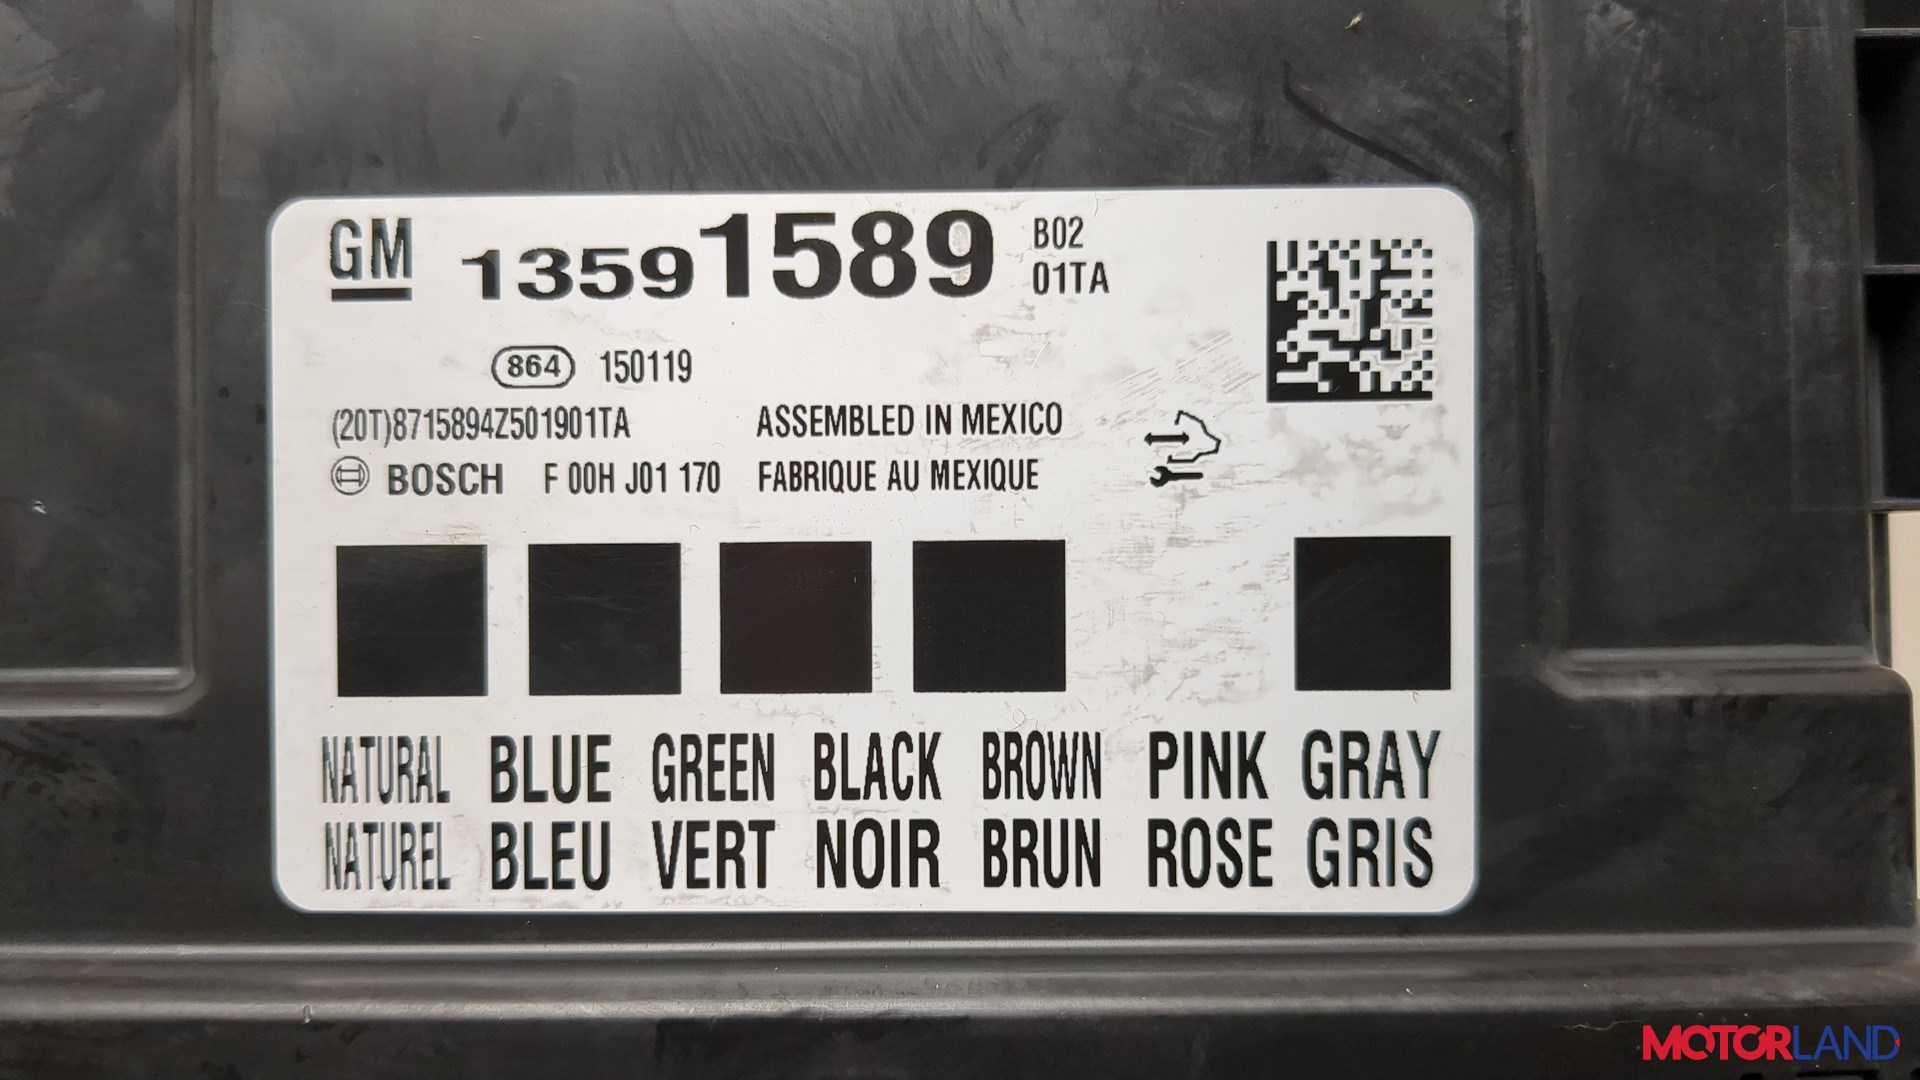 GM 13591589 B02
01TA
864 150119
(20T)8715894Z501901TA ASSEMBLED IN MEXICO
BOSCH F 00H J01 170 FABRIQUE AU MEXIQUE
NATURAL BLUE GREEN BLACK BROWN PINK GRAY
NATUREL BLEU VERT NOIR BRUN ROSE GRIS
MOTORLAND